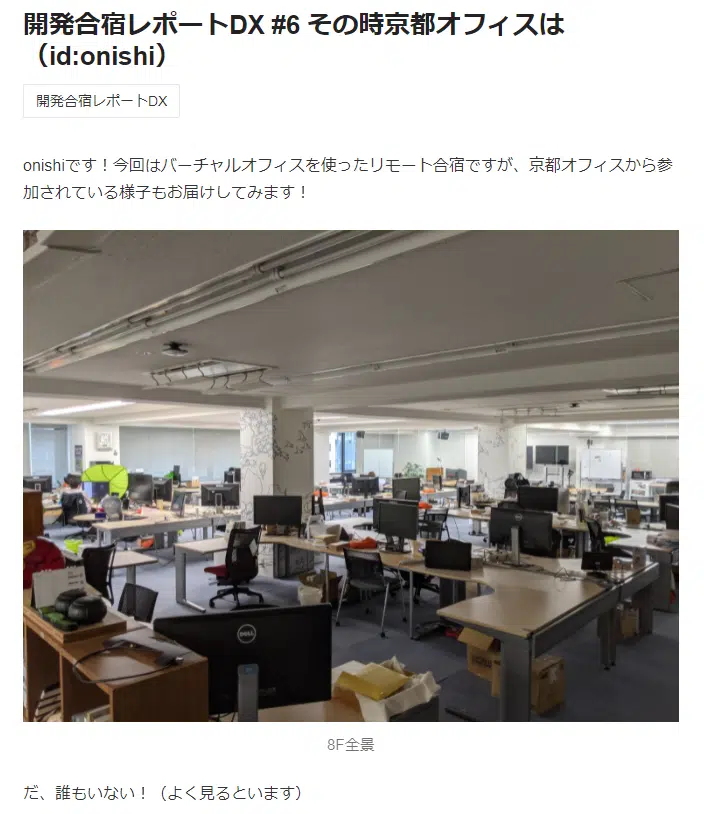 開発合宿レポートDX #6 その時京都オフィスは
（id:onishi）
開発合宿レポートDX
onishiです！今回はバーチャルオフィスを使ったリモート合宿ですが、京都オフィスから参
加されている様子もお届けしてみます！
DELL
8F全景
だ、誰もいない！（よく見るといます）